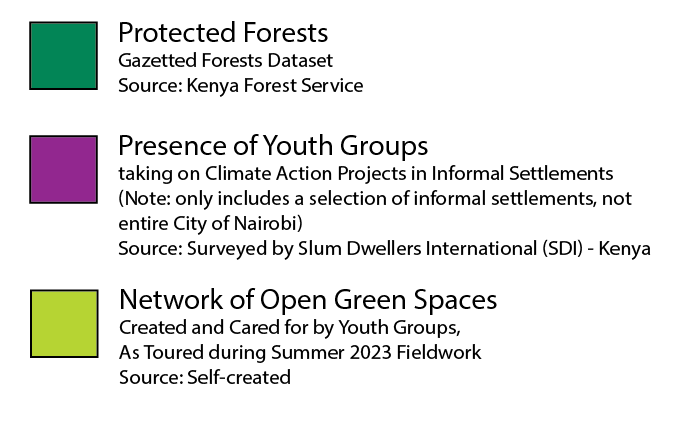 Protected Forests
Gazetted Forests Dataset
Source: Kenya Forest Service
Presence of Youth Groups
taking on Climate Action Projects in Informal Settlements
(Note: only includes a selection of informal settlements, not
entire City of Nairobi)
Source: Surveyed by Slum Dwellers International (SDI) - Kenya
Network of Open Green Spaces
Created and Cared for by Youth Groups,
As Toured during Summer 2023 Fieldwork
Source: Self-created